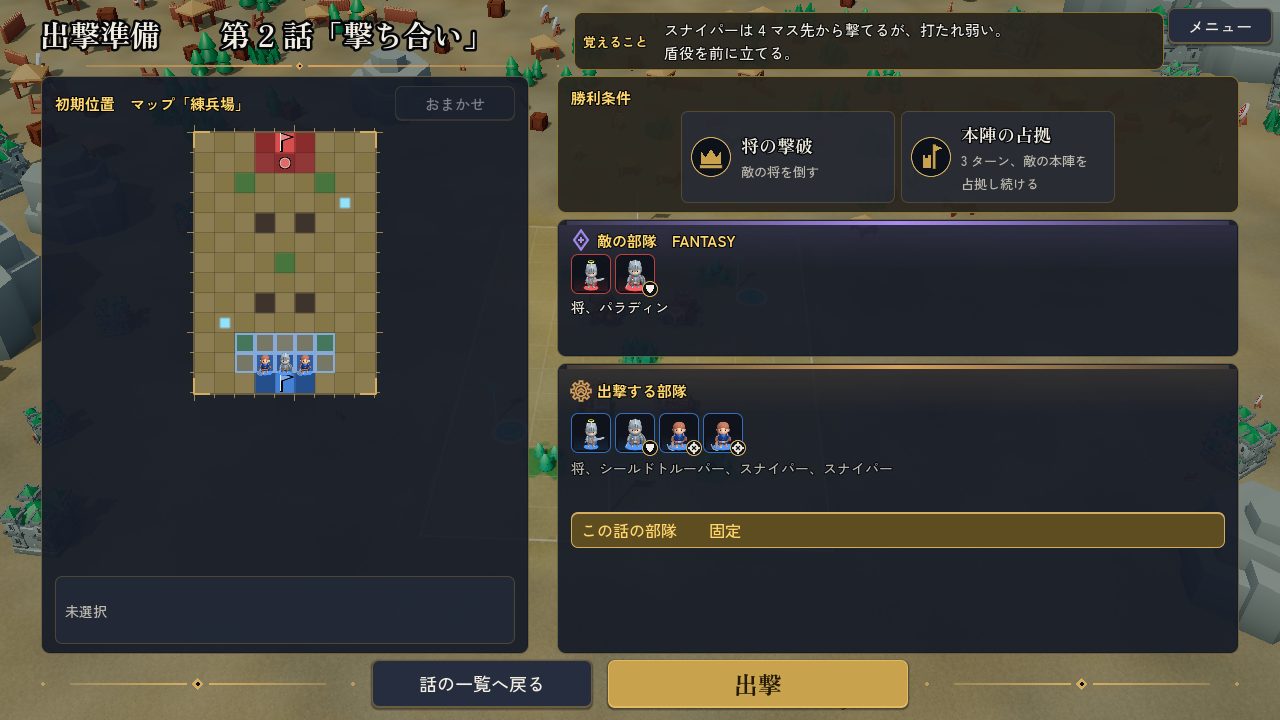 出撃準備　第２話「撃ち合い」
覚えること
スナイパーは 4 マス先から撃てるが、打たれ弱い。
盾役を前に立てる。
メニュー
初期位置　マップ「練兵場」
おまかせ
勝利条件
将の撃破
敵の将を倒す
本陣の占拠
3 ターン、敵の本陣を
占拠し続ける
敵の部隊　FANTASY
将、パラディン
出撃する部隊
将、シールドトルーパー、スナイパー、スナイパー
この話の部隊　固定
未選択
話の一覧へ戻る
出撃